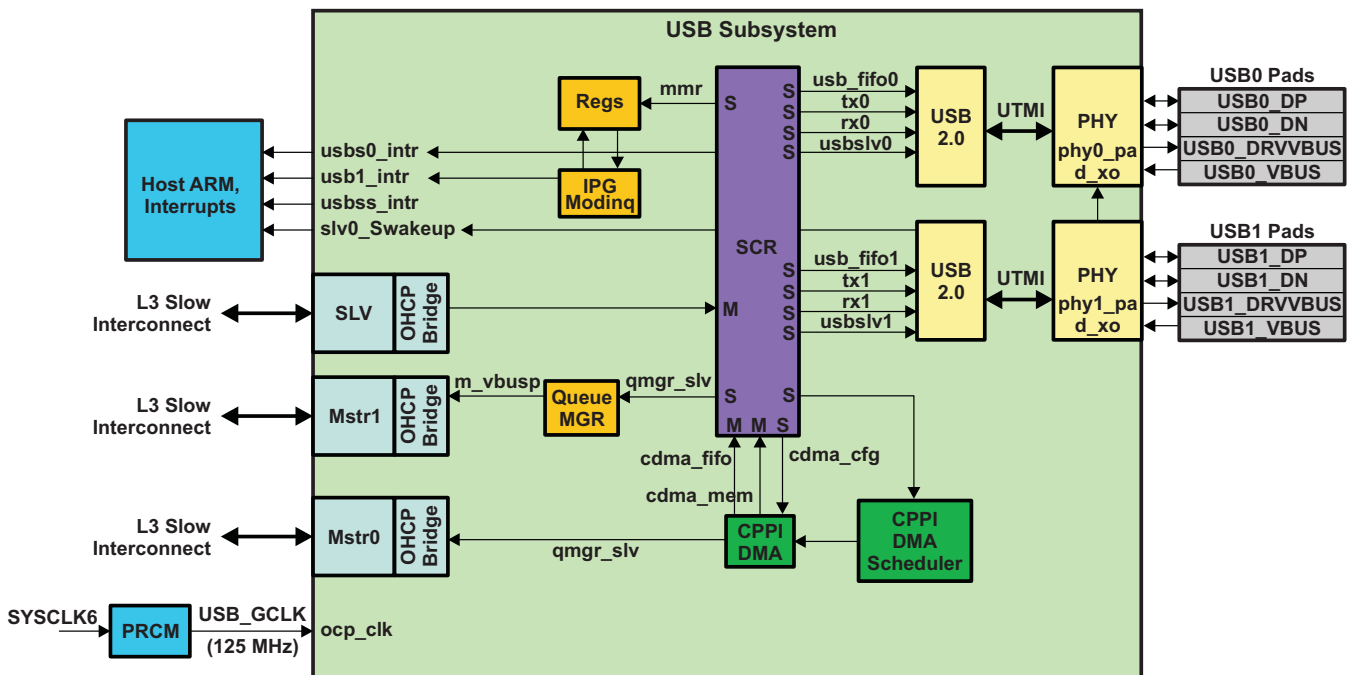 USB Subsystem
Regs
mmr
S
SCR
S
usb_fifo0
S
tx0
S
rx0
S
usbslv0
USB
2.0
UTMI
PHY
phy0_pa
d_xo
USB0 Pads
USB0_DP
USB0_DN
USB0_DRVVBUS
USB0_VBUS
Host ARM,
Interrupts
usbs0_intr
usb1_intr
usbss_intr
slv0_Swakeup
IPG
Modinq
S
usb_fifo1
S
tx1
S
rx1
S
usbslv1
USB
2.0
UTMI
PHY
phy1_pa
d_xo
USB1 Pads
USB1_DP
USB1_DN
USB1_DRVVBUS
USB1_VBUS
L3 Slow
Interconnect
SLV
OHCP
Bridge
M
L3 Slow
Interconnect
Mstr1
OHCP
Bridge
m_vbusp
Queue
MGR
qmgr_slv
S
S
M M S
cdma_fifo
cdma_cfg
cdma_mem
L3 Slow
Interconnect
Mstr0
OHCP
Bridge
qmgr_slv
CPPI
DMA
CPPI
DMA
Scheduler
SYSCLK6
PRCM
USB_GCLK
(125 MHz)
ocp_clk